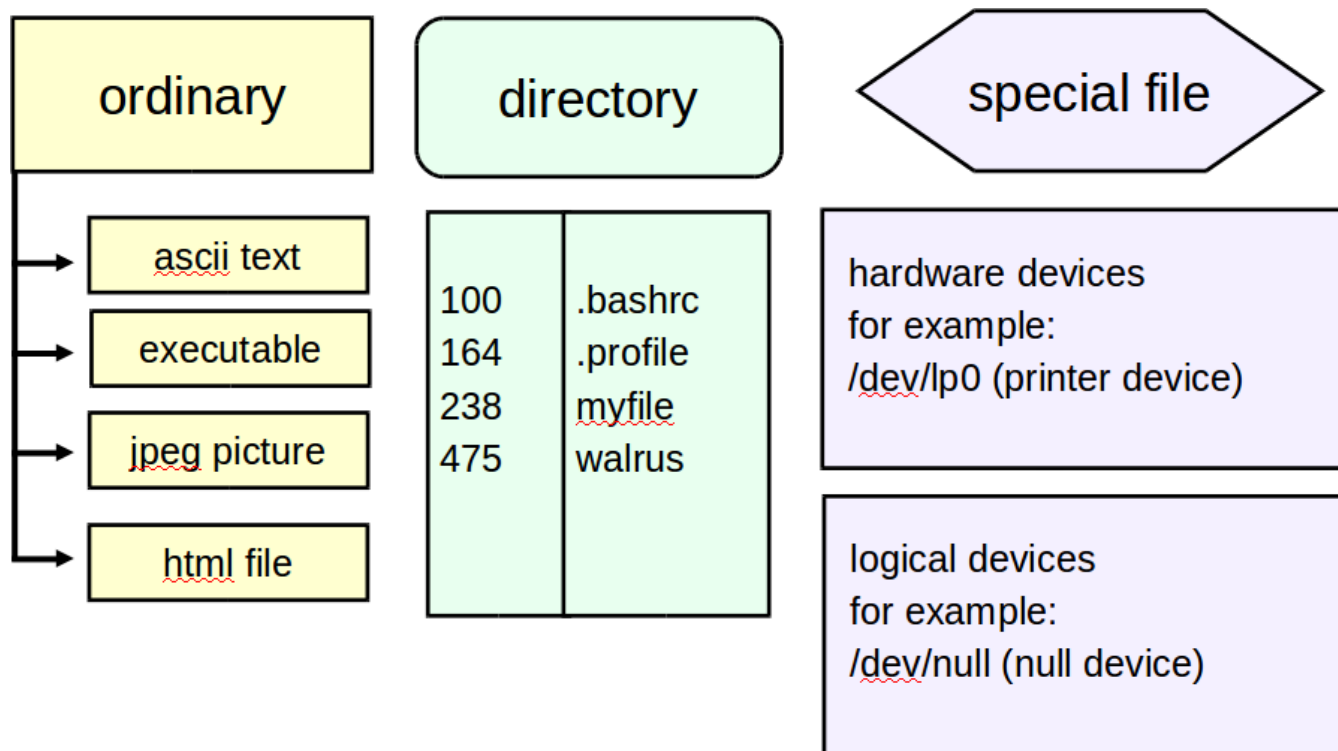 ordinary
ascii text
executable
jpeg picture
html file
directory
100 .bashrc
164 .profile
238 myfile
475 walrus
special file
hardware devices
for example:
/dev/lp0 (printer device)
logical devices
for example:
/dev/null (null device)